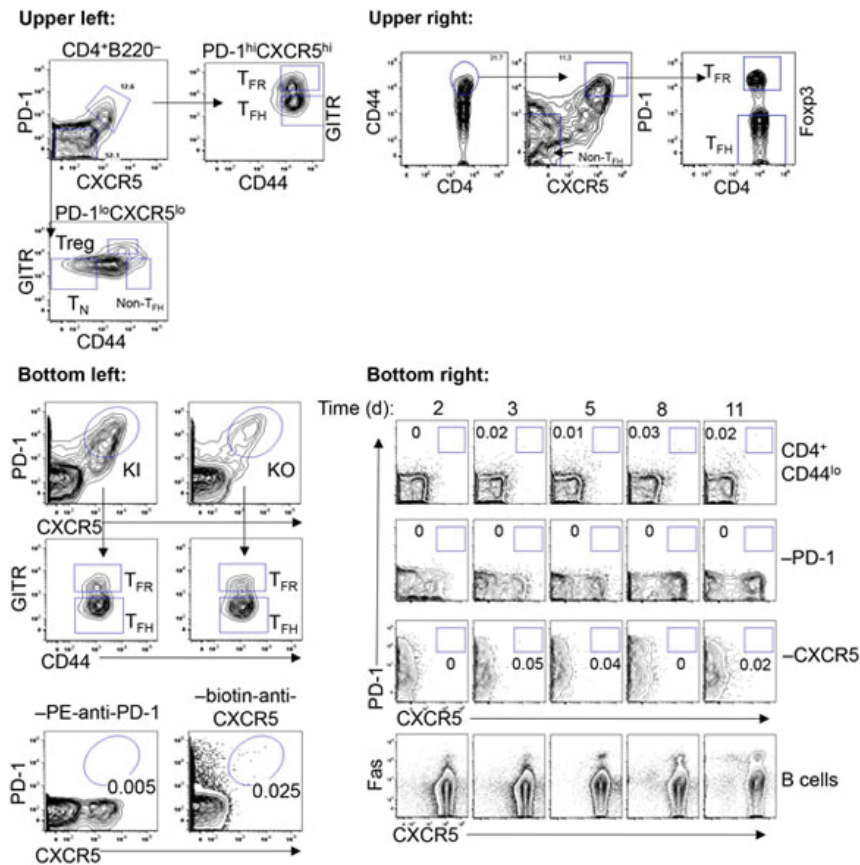 Upper left:
CD4⁺B220⁻
PD-1
12.6
52.1
CXCR5
PD-1ʰⁱCXCR5ʰⁱ
T_FR
T_FH
GITR
CD44
PD-1ˡᵒCXCR5ˡᵒ
Treg
GITR
T_N
Non-T_FH
CD44
Upper right:
CD44
CD4
11.3
PD-1
Non-T_FH
CXCR5
T_FR
T_FH
Foxp3
CD4
Bottom left:
PD-1
KI
KO
CXCR5
GITR
T_FR
T_FH
T_FR
T_FH
CD44
–PE-anti-PD-1
–biotin-anti-
CXCR5
PD-1
0.005
0.025
CXCR5
Bottom right:
Time (d): 2 3 5 8 11
0 0.02 0.01 0.03 0.02
CD4⁺
CD44ˡᵒ
0 0 0 0 0
–PD-1
0 0.05 0.04 0 0.02
–CXCR5
PD-1
CXCR5
Fas
B cells
CXCR5